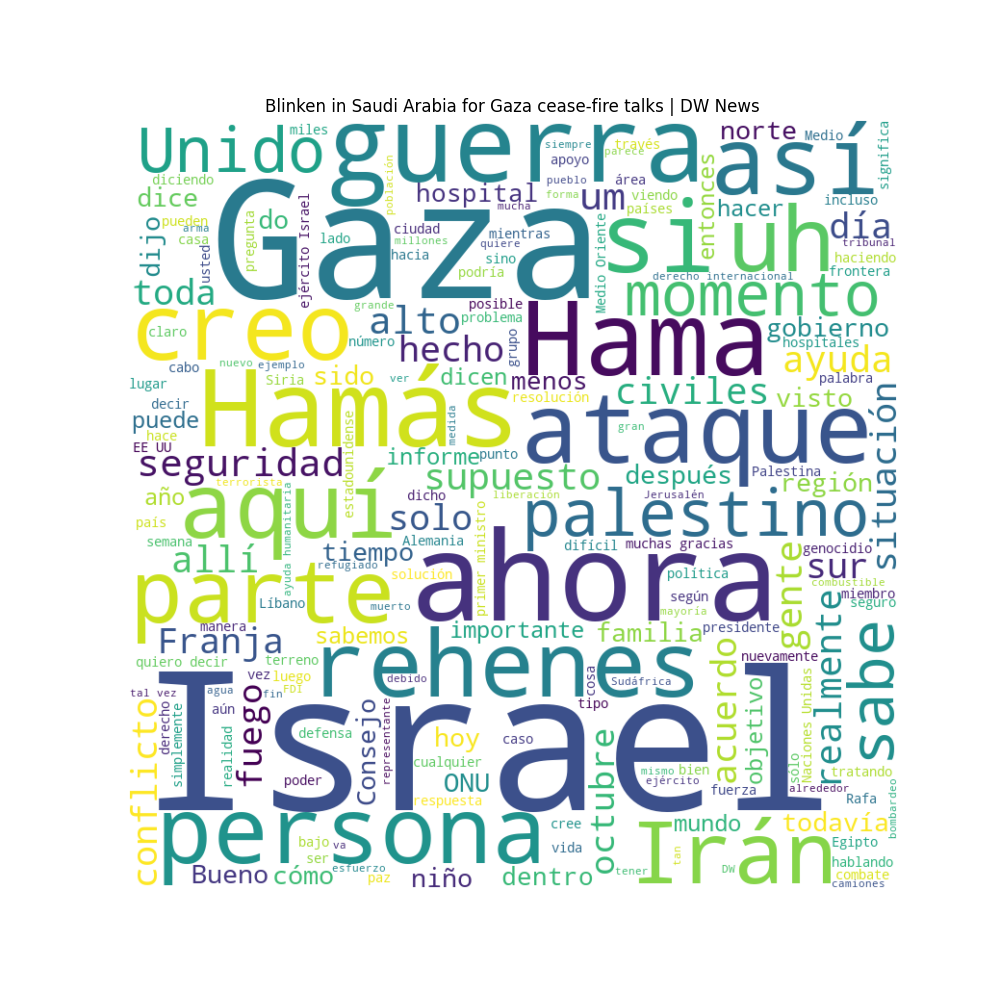 Blinken in Saudi Arabia for Gaza cease-fire talks | DW News
Unido
miles
guerra
siempre
través
parece
norte
Medio
así
significa
diciendo
dice
población
hospital
apoyo
pueblo
área
mucha
forma
um
viendo
países
entonces
hacer
incluso
día
tribunal
pueden
arma
casa
do
pregunta
ejército Israel
ciudad
lado
millones
mientras
quiere
hacia
sino
podría
dijo
usted
Gaza
si
uh
Medio Oriente
derecho internacional
haciendo
frontera
toda
momento
creo
claro
grande
alto
posible
problema
número
hecho
grupo
Hama
gobierno
hospitales
ayuda
palabra
cabo
nuevo
ejemplo
lugar
Siria
sido
ver
dicen
menos
resolución
civiles
visto
decir
puede
hace
EE UU
Hamás
medida
ataque
gran
situación
seguridad
estadounidense
informe
punto
supuesto
después
Palestina
región
terrorista
año
aquí
dicho
liberación
Jerusalén
país
semana
ayuda humanitaria
solo
primer ministro
palestino
allí
tiempo
Alemania
difícil
muchas gracias
genocidio
refugiado
solución
política
sur
combustible
miembro
parte
Líbano
muerto
ahora
según
mayoría
gente
seguro
manera
Franja
sabemos
importante
familia
presidente
realmente
sabe
quiero decir
terreno
rehenes
acuerdo
nuevamente
tal vez
agua
vez
luego
FDI
fin
debido
cosa
tipo
Sudáfrica
objetivo
Naciones Unidas
derecho
simplemente
aún
realidad
fuego
defensa
Consejo
representante
hoy
caso
cualquier
mismo
bien
ejército
sólo
tratando
conflicto
Israel
poder
ONU
respuesta
octubre
fuerza
alrededor
Rafa
bombardeo
persona
bajo
va
ser
cree
vida
mundo
todavía
Egipto
Irán
tan
DW
hablando
combate
camiones
Bueno
cómo
esfuerzo
paz
niño
dentro
tener